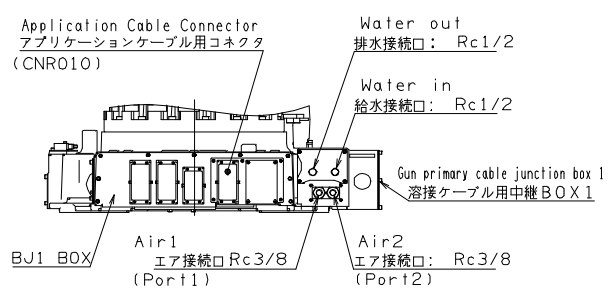 Application Cable Connector
アプリケーションケーブル用コネクタ
(CNR010)
Water out
排水接続口: Rc1/2
Water in
給水接続口: Rc1/2
Gun primary cable junction box 1
溶接ケーブル用中継BOX1
BJ1 BOX
Air1
エア接続口Rc3/8
(Port1)
Air2
エア接続口: Rc3/8
(Port2)